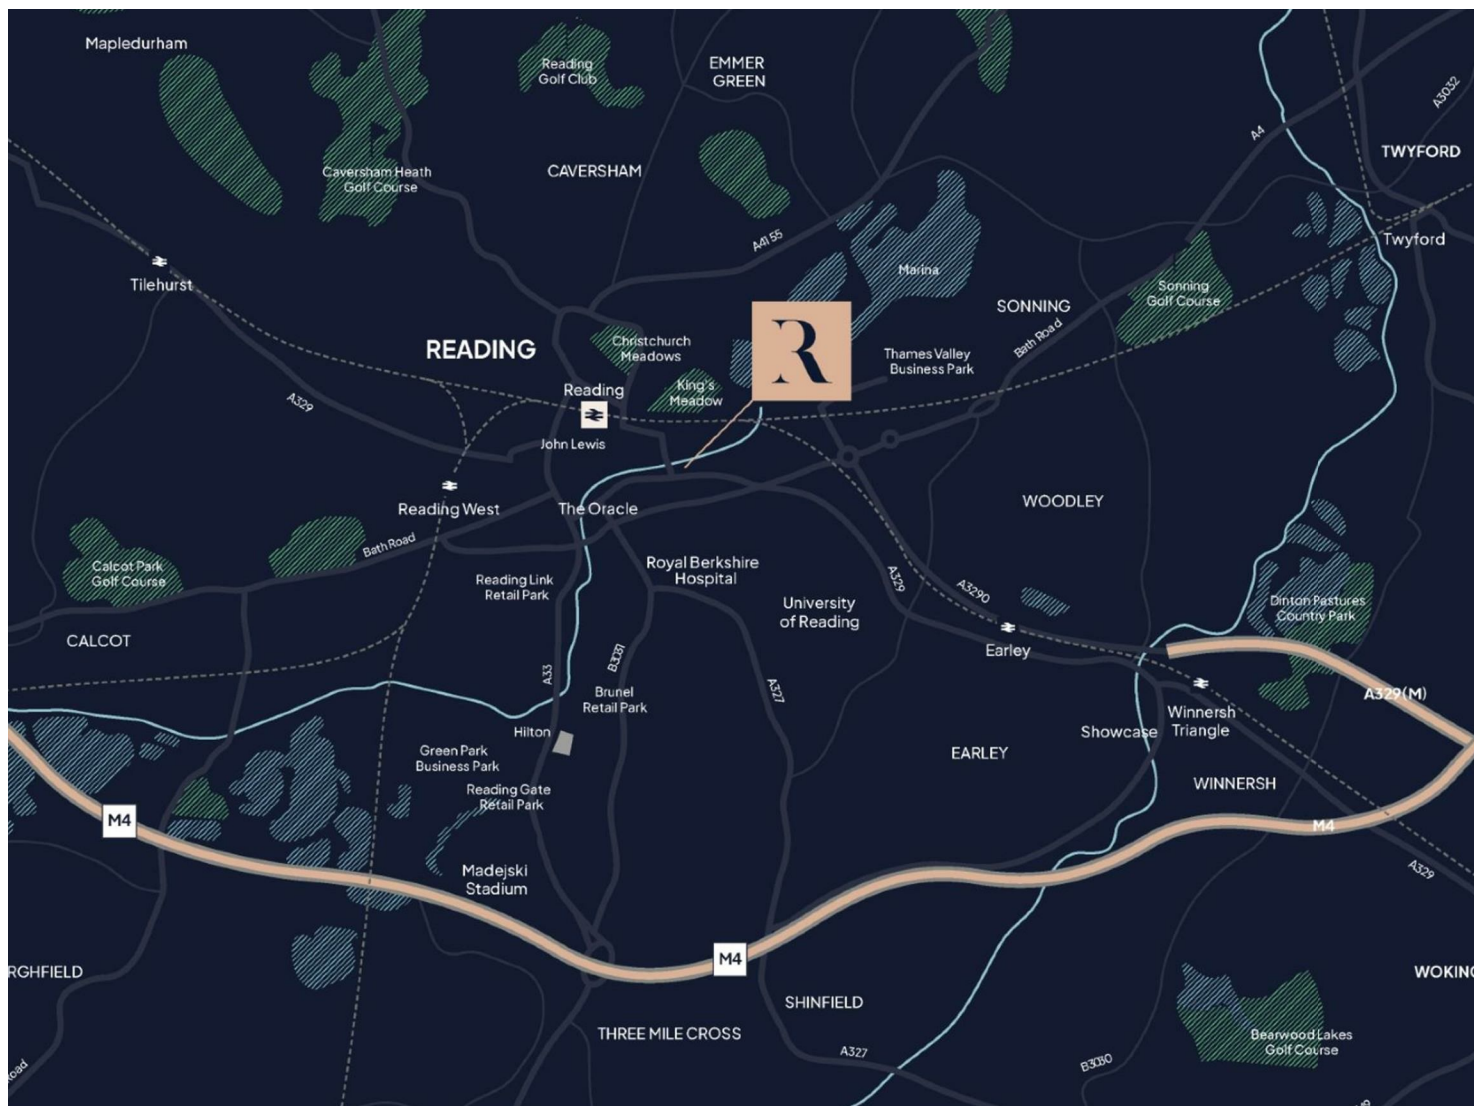 Mapledurham
Reading
Golf Club
EMMER
GREEN
A3032
A4
TWYFORD
Caversham Heath
Golf Course
CAVERSHAM
A4155
Twyford
Marina
Tilehurst
Sonning
Golf Course
SONNING
Bath Road
READING
Christchurch
Meadows
R
Thames Valley
Business Park
Reading
King's
Meadow
A329
John Lewis
Reading West
The Oracle
WOODLEY
Bath Road
Calcot Park
Golf Course
Reading Link
Retail Park
Royal Berkshire
Hospital
A329
A3290
University
of Reading
Dinton Pastures
Country Park
CALCOT
Earley
A33
B3031
A327
Brunel
Retail Park
A329(M)
Hilton
Showcase
Winnersh
Triangle
Green Park
Business Park
EARLEY
WINNERSH
Reading Gate
Retail Park
M4
M4
Madejski
Stadium
A329
M4
RGHFIELD
WOKING
SHINFIELD
THREE MILE CROSS
Bearwood Lakes
Golf Course
A327
B3030
oad